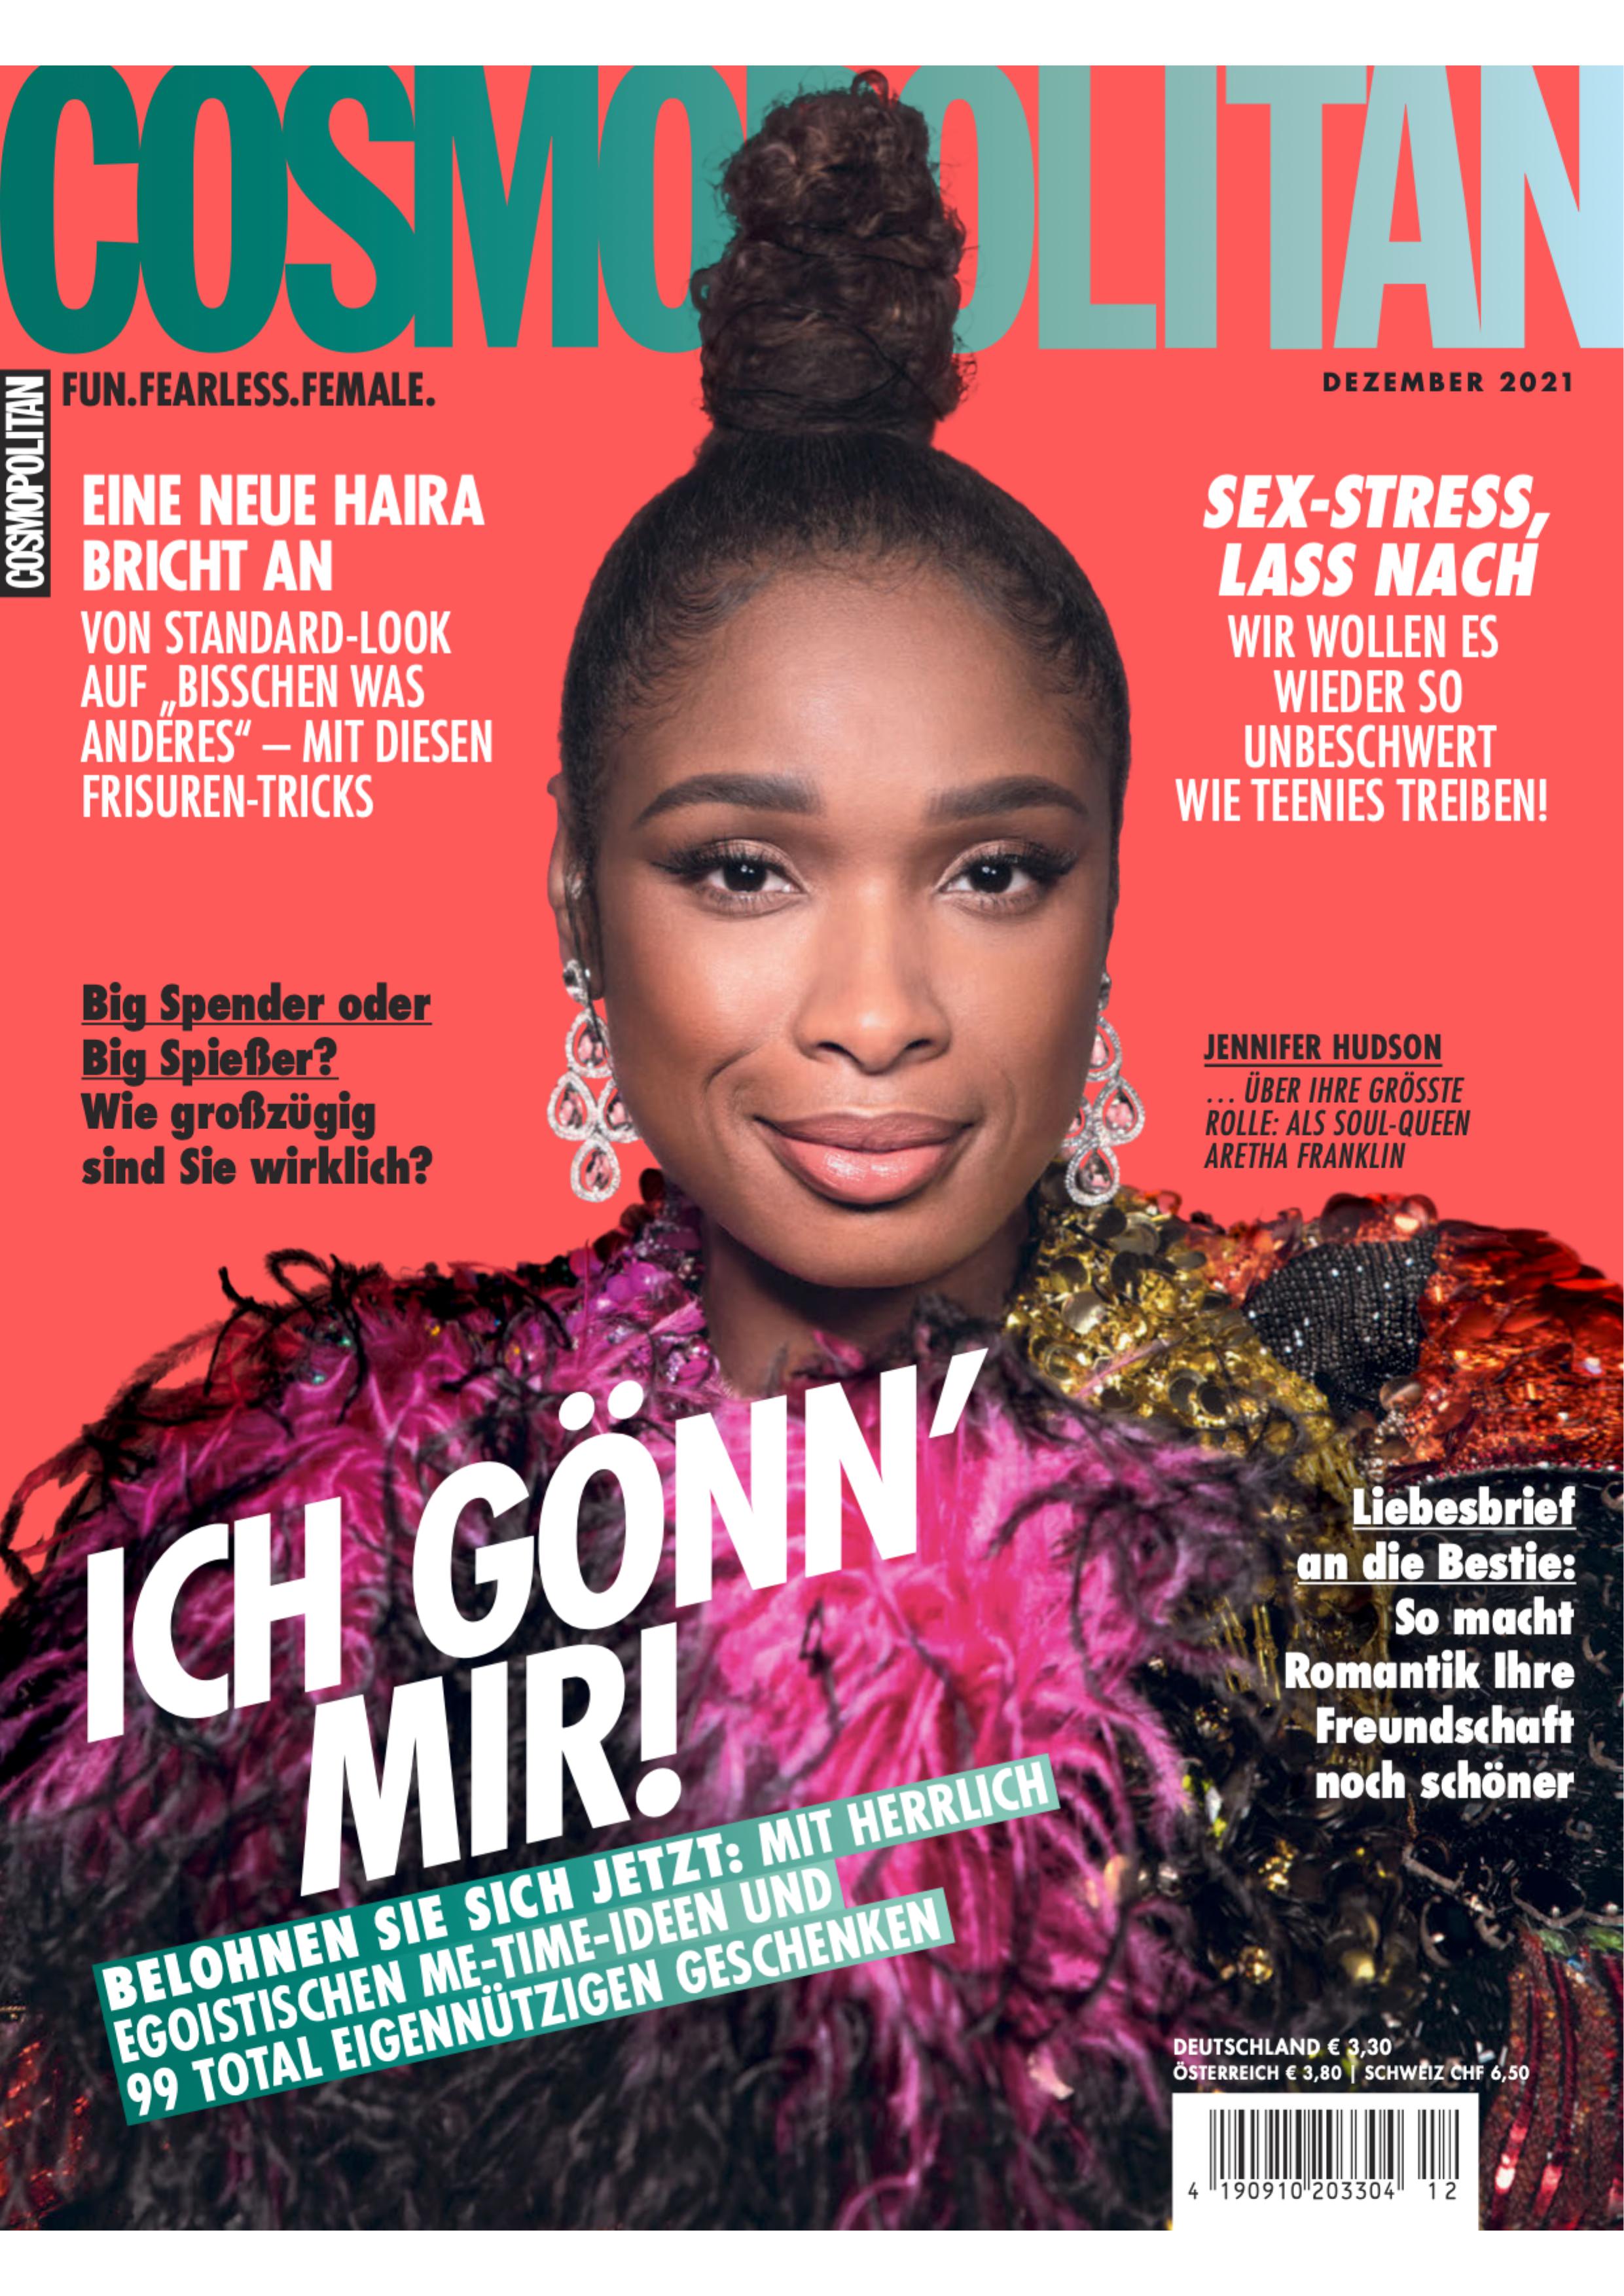 COSMOPOLITAN
FUN.FEARLESS.FEMALE.
DEZEMBER 2021
COSMOPOLITAN
EINE NEUE HAIRA
BRICHT AN
VON STANDARD-LOOK
AUF „BISSCHEN WAS
ANDERES“ – MIT DIESEN
FRISUREN-TRICKS
SEX-STRESS,
LASS NACH
WIR WOLLEN ES
WIEDER SO
UNBESCHWERT
WIE TEENIES TREIBEN!
Big Spender oder
Big Spießer?
Wie großzügig
sind Sie wirklich?
JENNIFER HUDSON
... ÜBER IHRE GRÖSSTE
ROLLE: ALS SOUL-QUEEN
ARETHA FRANKLIN
ICH GÖNN’
MIR!
BELOHNEN SIE SICH JETZT: MIT HERRLICH
EGOISTISCHEN ME-TIME-IDEEN UND
99 TOTAL EIGENNÜTZIGEN GESCHENKEN
Liebesbrief
an die Bestie:
So macht
Romantik Ihre
Freundschaft
noch schöner
DEUTSCHLAND € 3,30
ÖSTERREICH € 3,80 | SCHWEIZ CHF 6,50
4 190910 203304 12